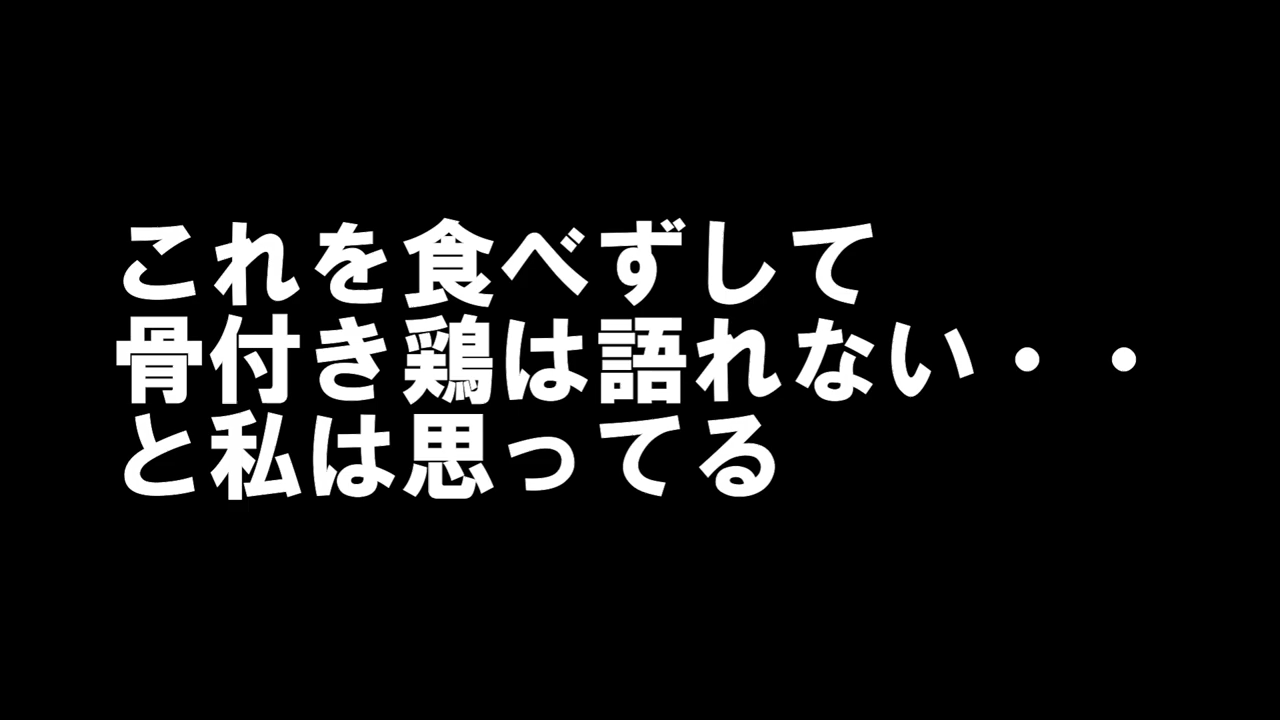 これを食べずして
骨付き鶏は語れない・・
と私は思ってる